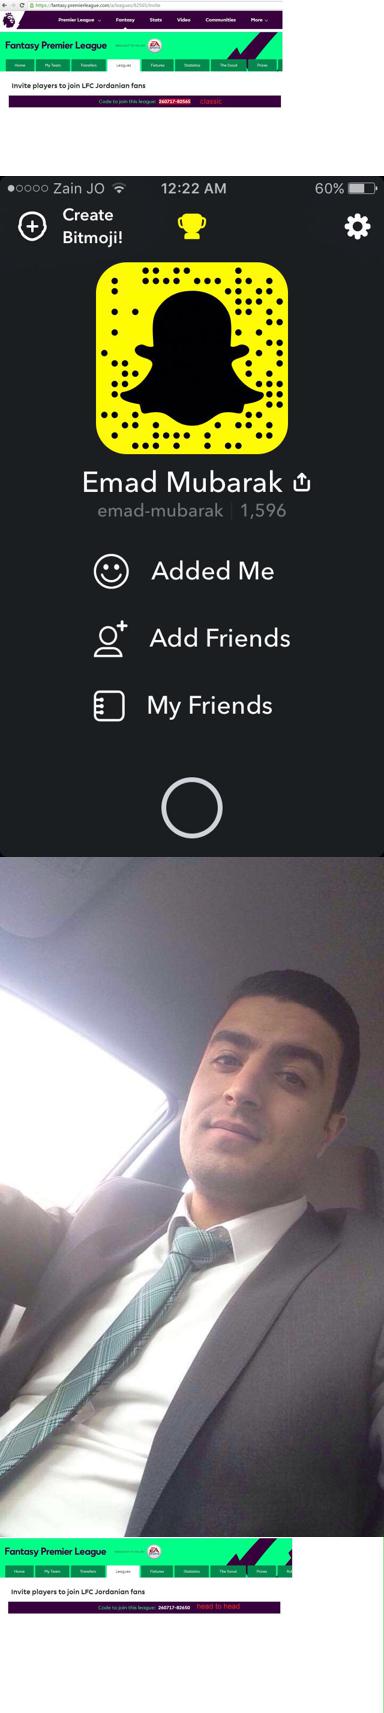 https://fantasy.premierleague.com/a/leagues/82565/invite
Premier League Fantasy Stats Video Communities More
Fantasy Premier League
EA SPORTS
Home My Team Transfers Leagues Fixtures Statistics The Scout Prizes
Invite players to join LFC Jordanian fans
Code to join this league: 260717-82565 classic
Zain JO 12:22 AM 60%
Create
Bitmoji!
Emad Mubarak
emad-mubarak | 1,596
Added Me
Add Friends
My Friends
Fantasy Premier League
EA SPORTS
Home My Team Transfers Leagues Fixtures Statistics The Scout Prizes
Invite players to join LFC Jordanian fans
Code to join this league: 260717-82650 head to head